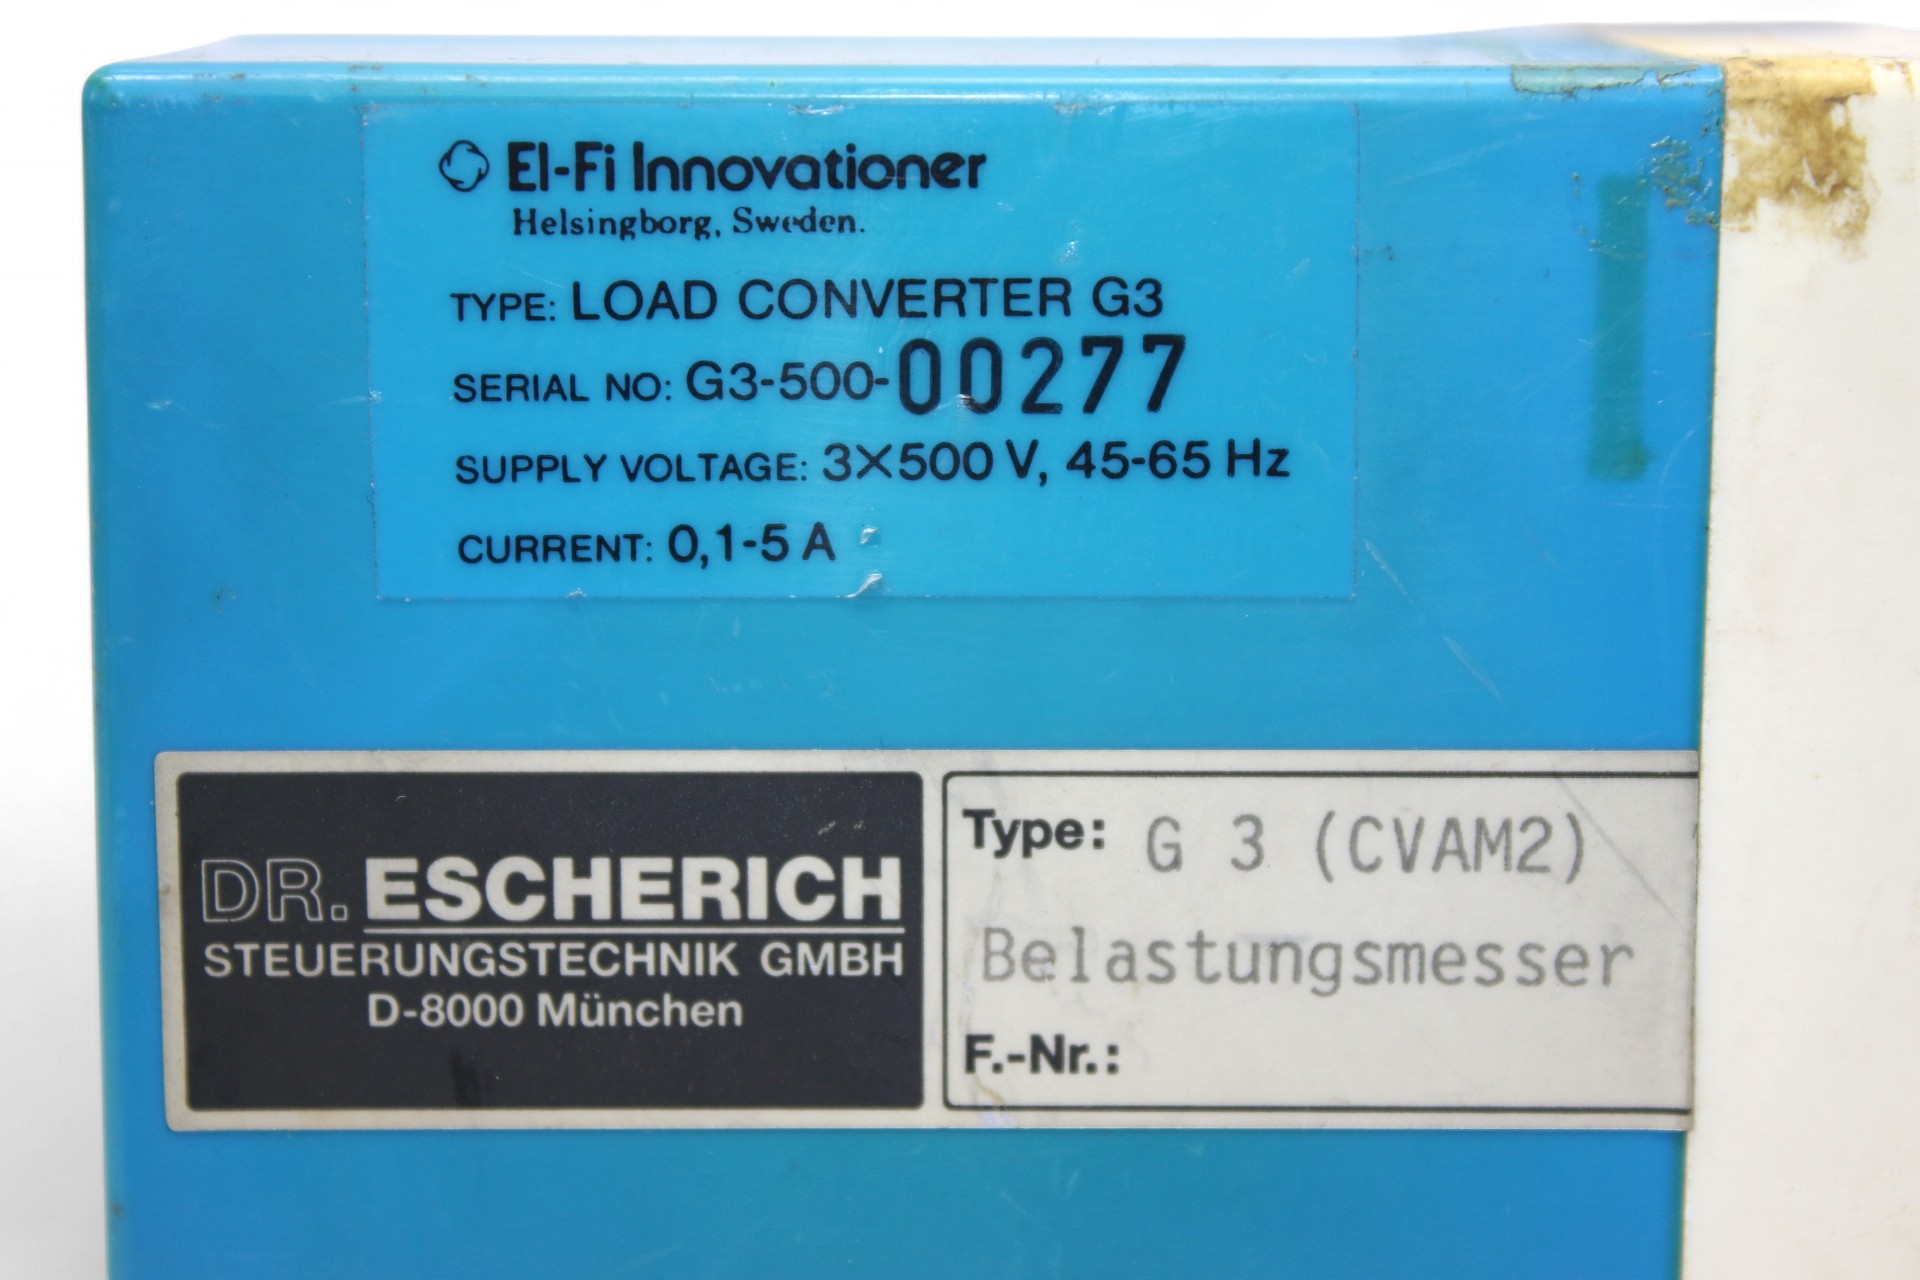 El-Fi Innovationer
Helsingborg, Sweden.
TYPE: LOAD CONVERTER G3
SERIAL NO: G3-500-00277
SUPPLY VOLTAGE: 3×500 V, 45-65 Hz
CURRENT: 0,1-5 A
DR. ESCHERICH
STEUERUNGSTECHNIK GMBH
D-8000 München
Type: G 3 (CVAM2)
Belastungsmesser
F.-Nr.: